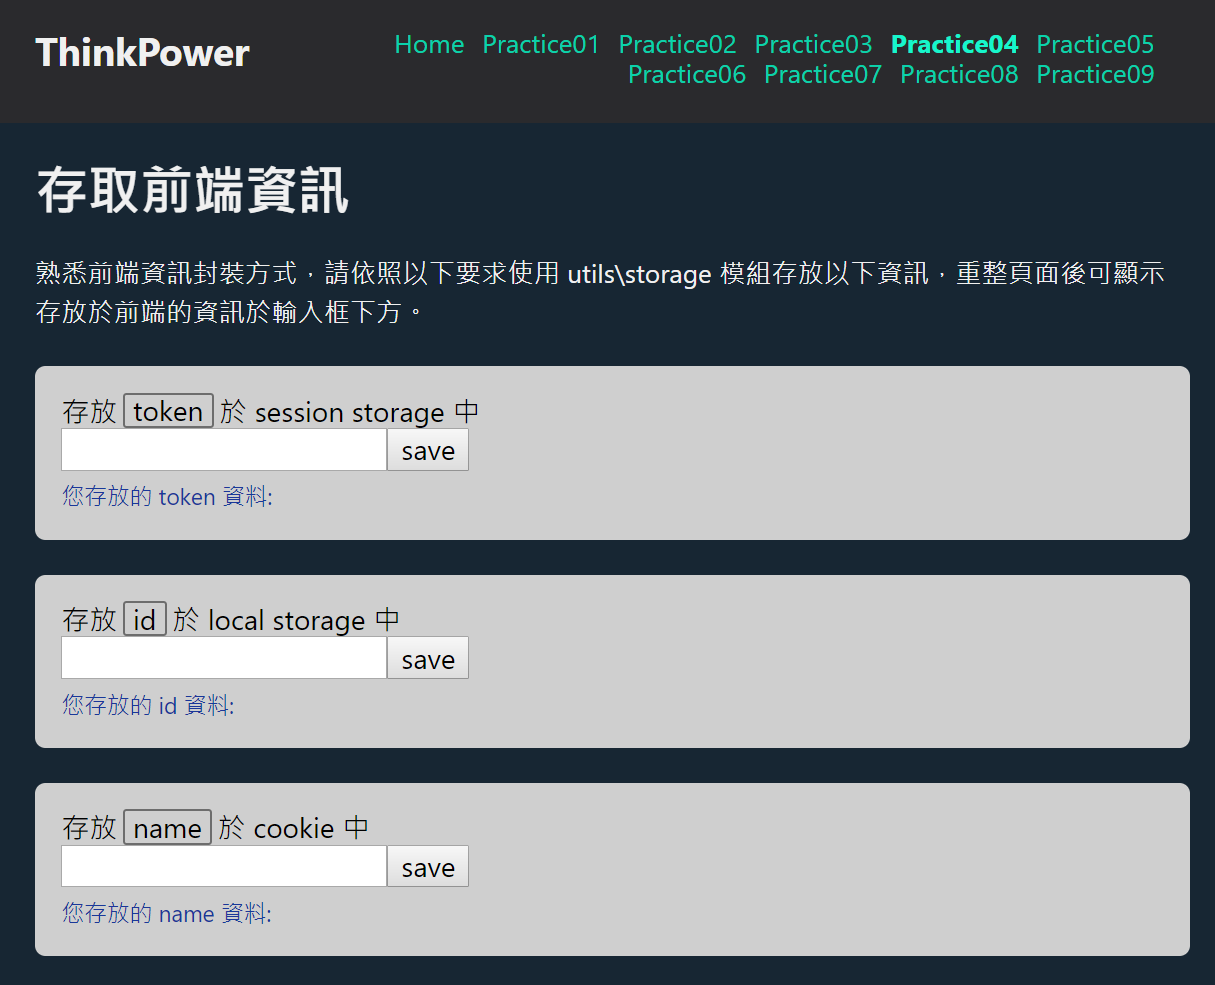 ThinkPower
Home Practice01 Practice02 Practice03 Practice04 Practice05
Practice06 Practice07 Practice08 Practice09
存取前端資訊
熟悉前端資訊封裝方式，請依照以下要求使用 utils\storage 模組存放以下資訊，重整頁面後可顯示
存放於前端的資訊於輸入框下方。
存放 token 於 session storage 中
save
您存放的 token 資料:
存放 id 於 local storage 中
save
您存放的 id 資料:
存放 name 於 cookie 中
save
您存放的 name 資料: